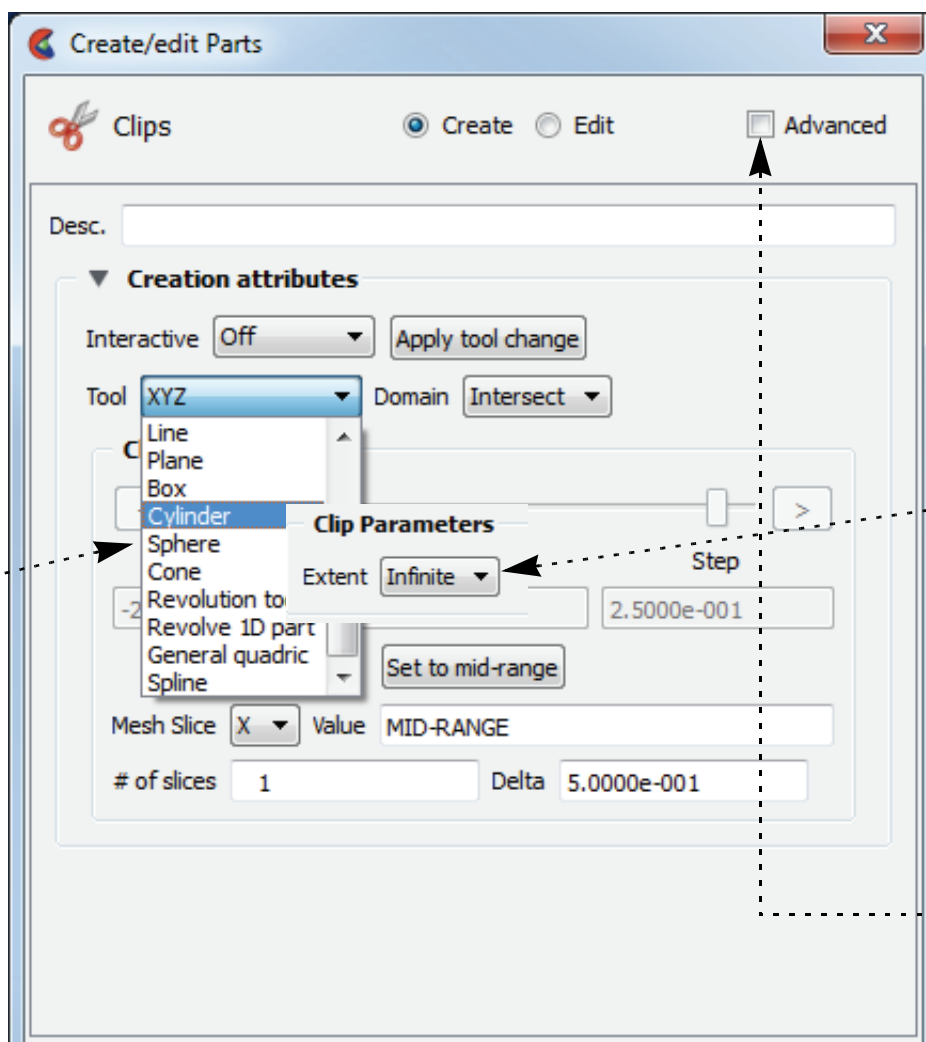 Create/edit Parts
Clips Create Edit Advanced
Desc.
Creation attributes
Interactive Off Apply tool change
Tool XYZ Domain Intersect
Line
Plane
Box
Cylinder
Sphere
Cone
Revolution to
Revolve 1D part
General quadric
Spline
C
>
Clip Parameters
Extent Infinite
Step
-2 2.5000e-001
Set to mid-range
Mesh Slice X Value MID-RANGE
# of slices 1 Delta 5.0000e-001